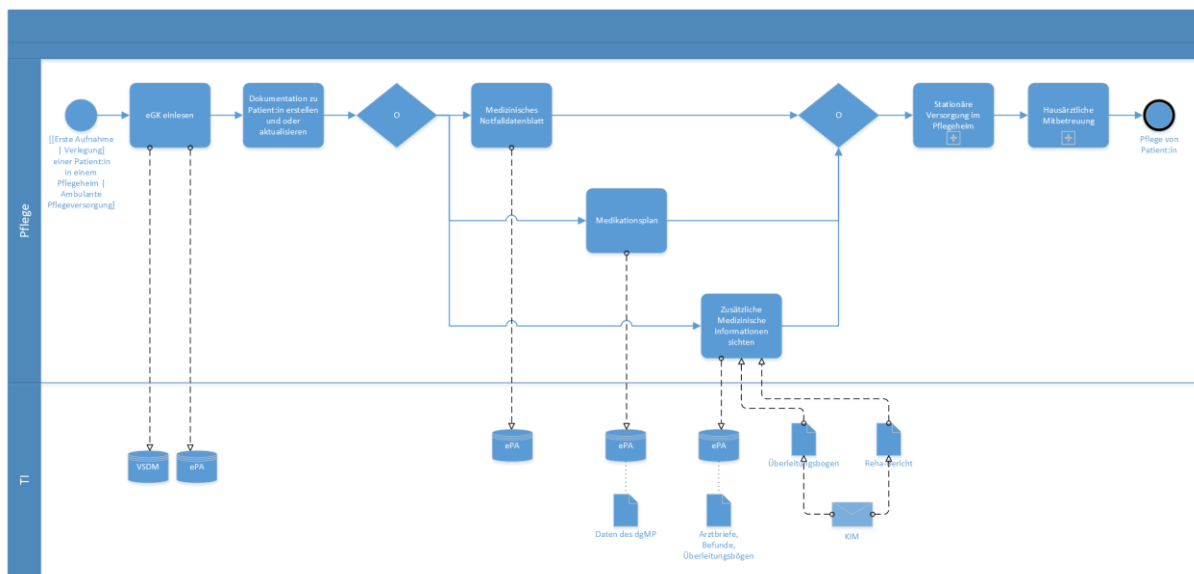 Pflege
eGK einlesen
Dokumentation zu
Patient:in erstellen
und oder
aktualisieren
O
Medizinisches
Notfalldatenblatt
O
Stationäre
Versorgung im
Pflegeheim
Hausärztliche
Mitbetreuung
[[Erste Aufnahme
| Verlegung]
einer Patient:in
in einem
Pflegeheim |
Ambulante
Pflegeversorgung]
Pflege von
Patient:in
Medikationsplan
Zusätzliche
Medizinische
Informationen
sichten
TI
VSDM
ePA
ePA
ePA
ePA
Überleitungsbogen
Reha-Bericht
Daten des dgMP
Arztbriefe,
Befunde,
Überleitungsbögen
KIM